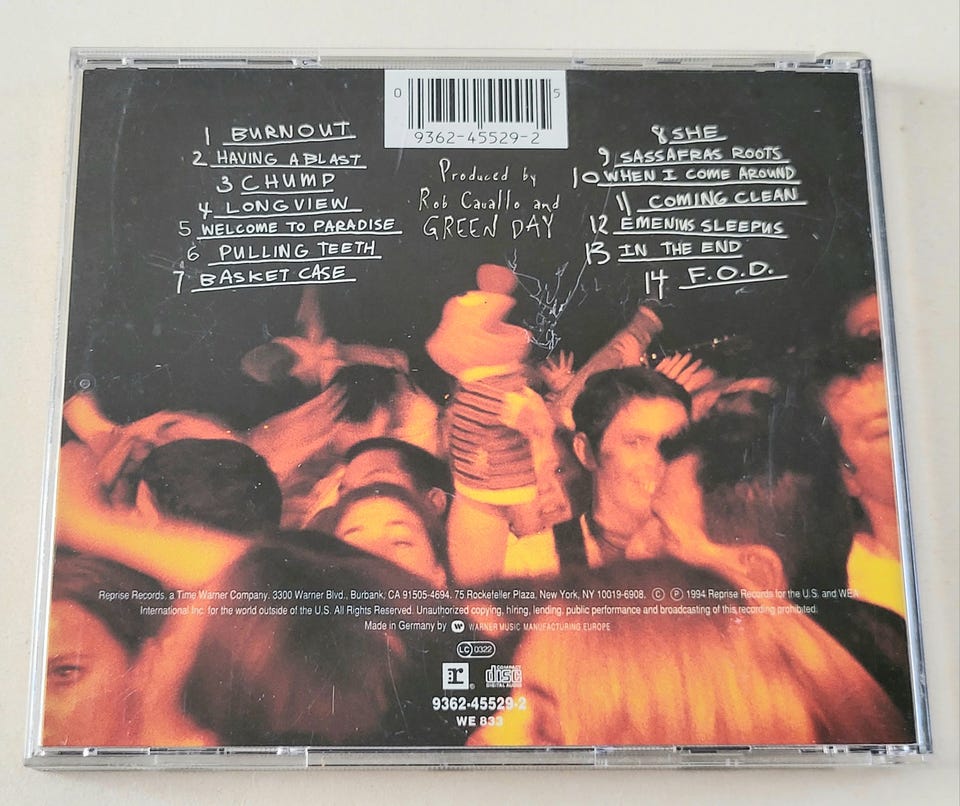 0 5
9362-45529-2
1 BURNOUT
2 HAVING A BLAST
3 CHUMP
4 LONGVIEW
5 WELCOME TO PARADISE
6 PULLING TEETH
7 BASKET CASE
Produced by
Rob Cavallo and
GREEN DAY
8 SHE
9 SASSAFRAS ROOTS
10 WHEN I COME AROUND
11 COMING CLEAN
12 EMENIUS SLEEPUS
13 IN THE END
14 F.O.D.
Reprise Records, a Time Warner Company. 3300 Warner Blvd., Burbank, CA 91505-4694. 75 Rockefeller Plaza, New York, NY 10019-6908. Ⓒ Ⓟ 1994 Reprise Records for the U.S. and WEA
International Inc. for the world outside of the U.S. All Rights Reserved. Unauthorized copying, hiring, lending, public performance and broadcasting of this recording prohibited.
Made in Germany by WARNER MUSIC MANUFACTURING EUROPE
LC 0322
r ® COMPACT disc DIGITAL AUDIO
9362-45529-2
WE 833